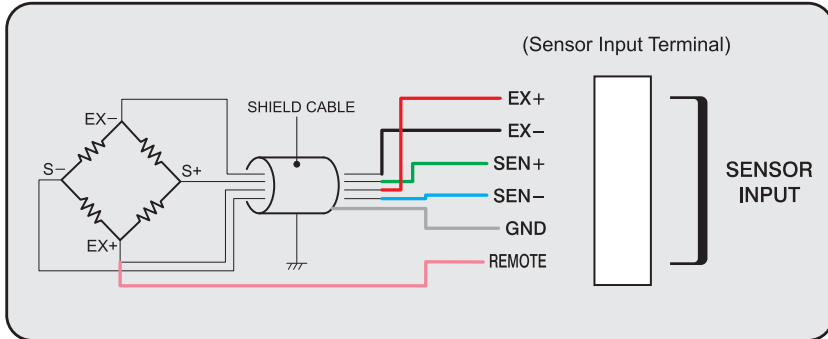 (Sensor Input Terminal)
SHIELD CABLE
EX+
EX−
EX−
S−
S+
SEN+
SEN−
SENSOR
INPUT
GND
EX+
REMOTE